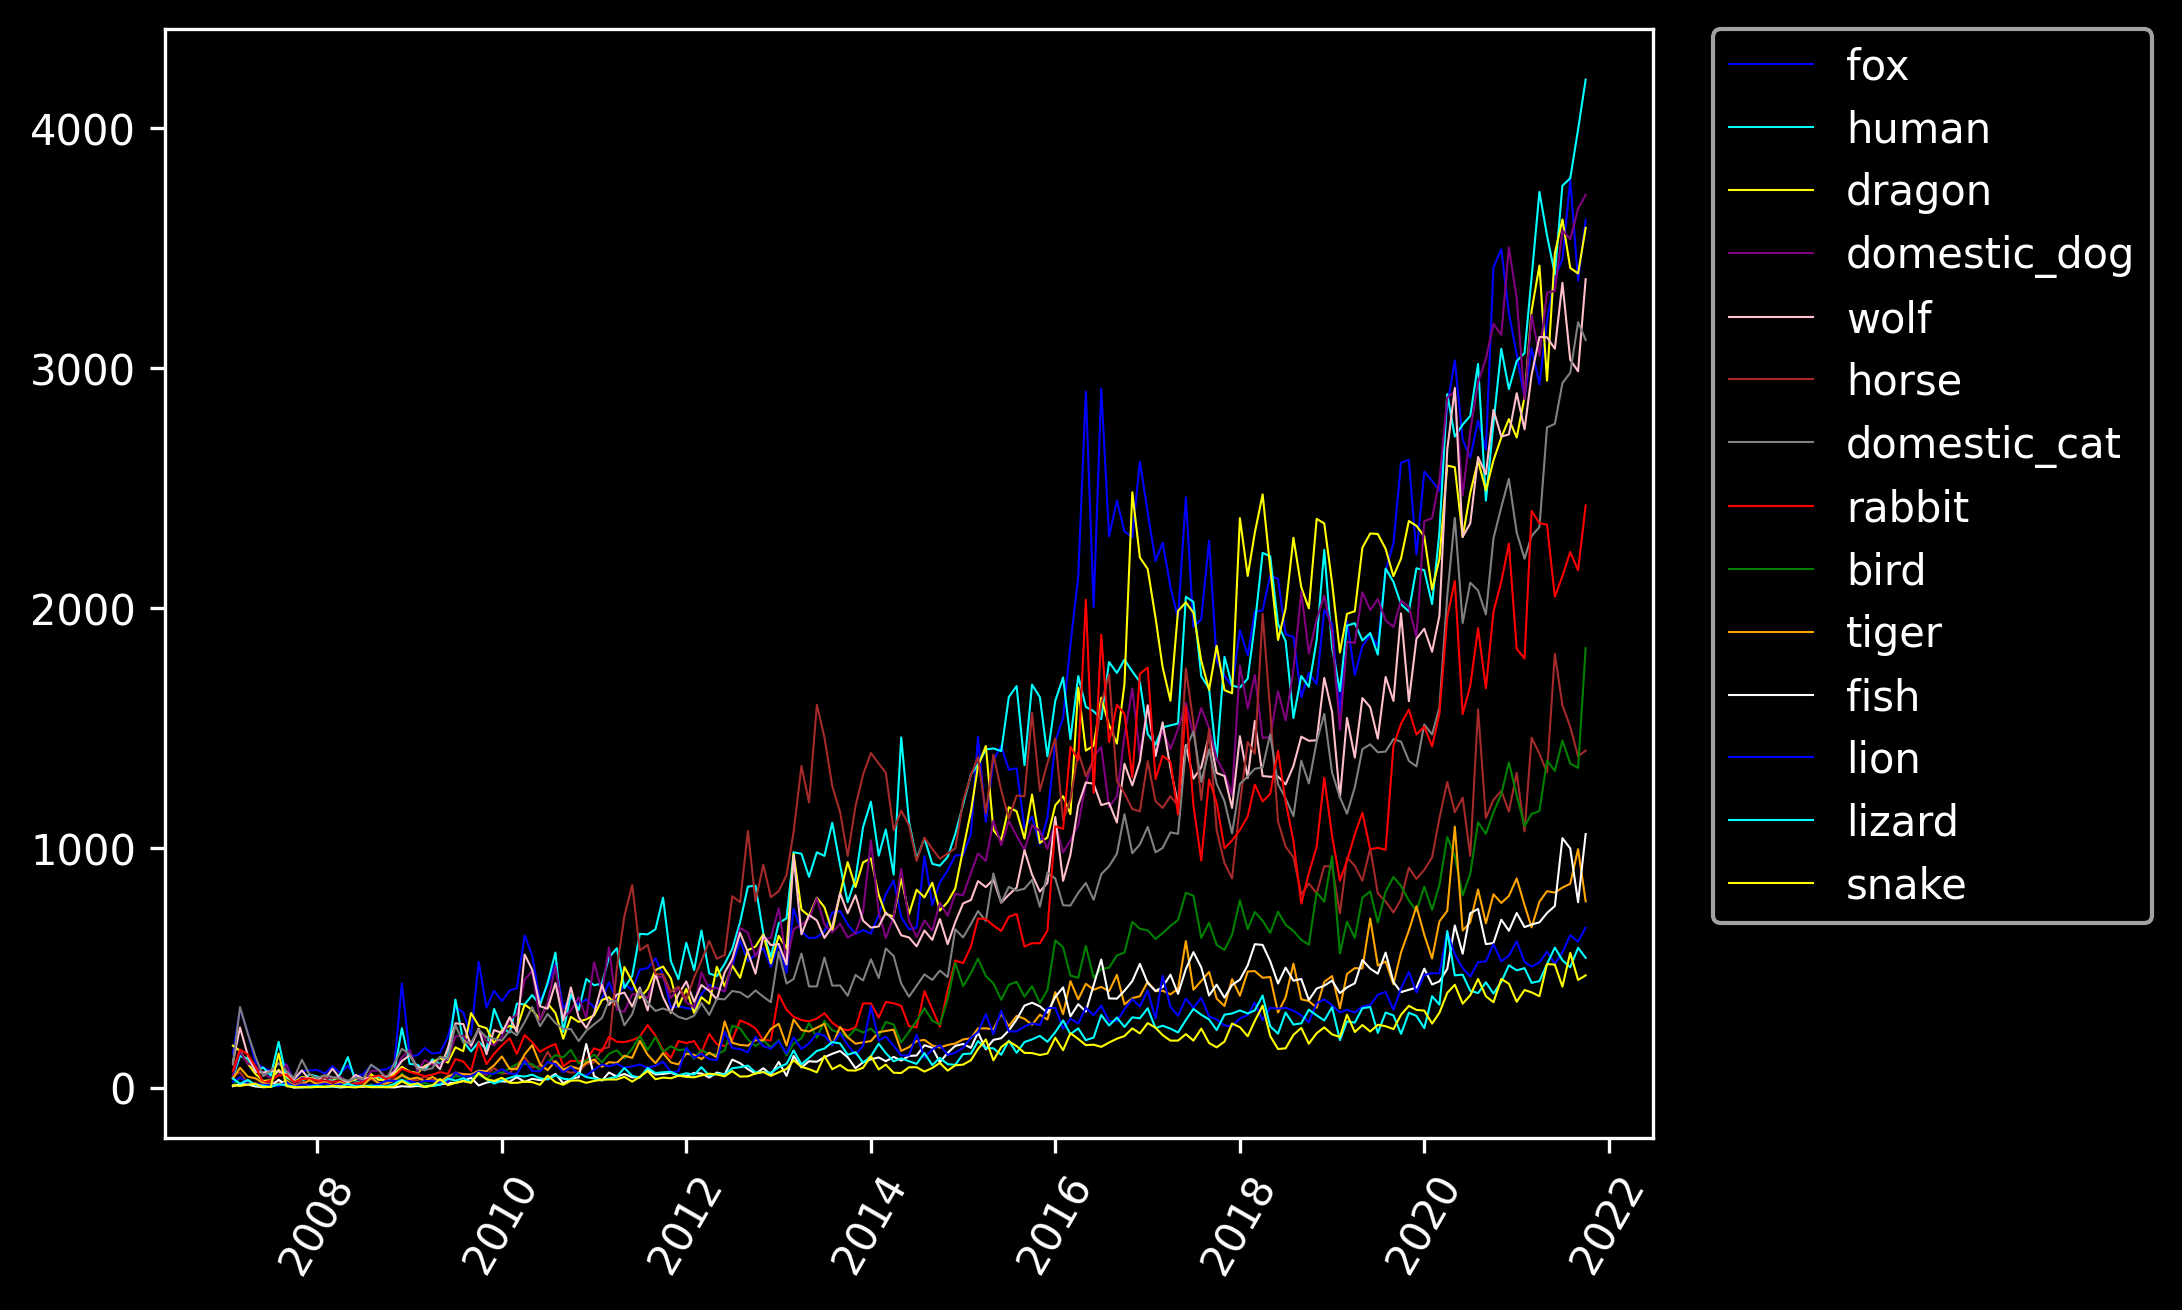 4000
3000
2000
1000
0
2008
2010
2012
2014
2016
2018
2020
2022
fox
human
dragon
domestic_dog
wolf
horse
domestic_cat
rabbit
bird
tiger
fish
lion
lizard
snake